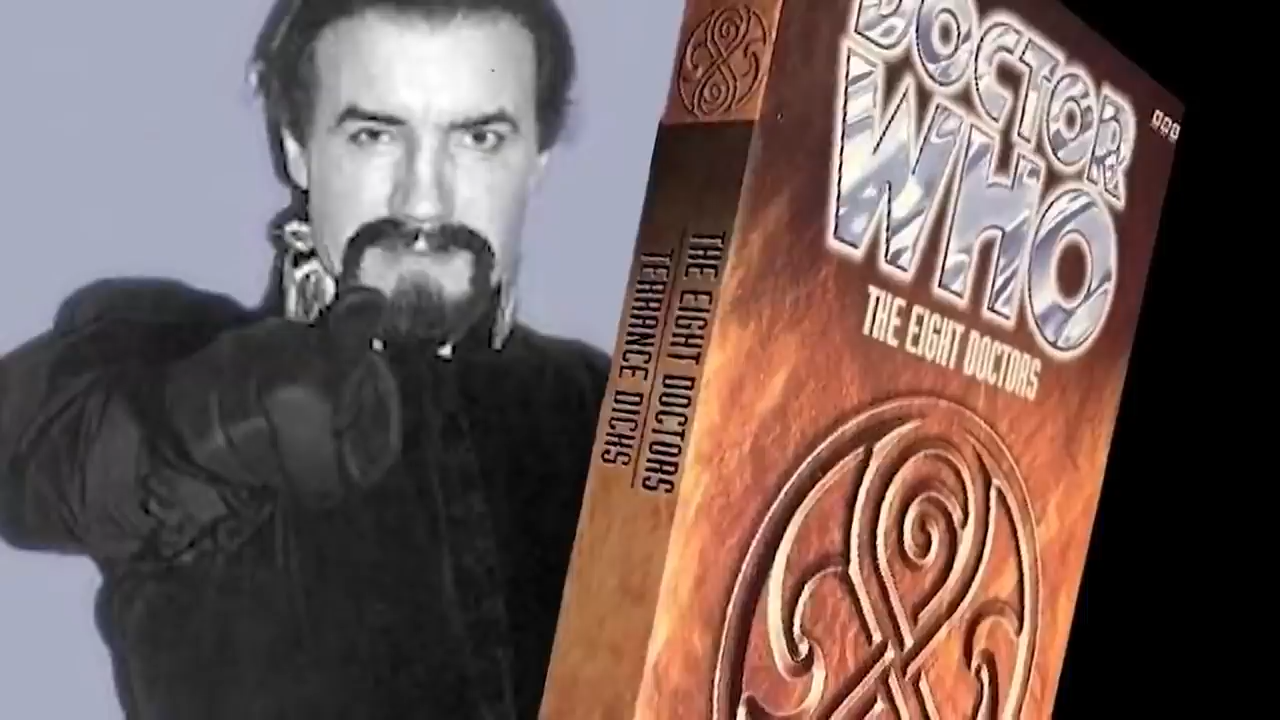 DOCTOR
WHO
BBC
THE EIGHT DOCTORS
THE EIGHT DOCTORS
TERRANCE DICKS